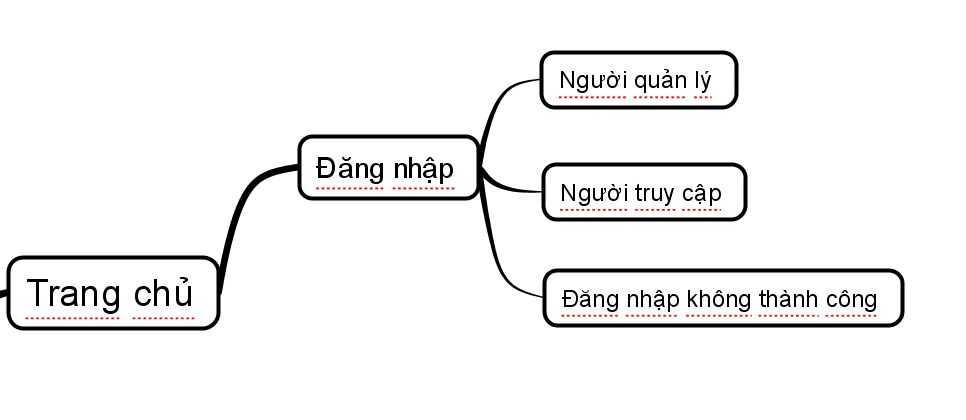 Người quản lý
Đăng nhập
Người truy cập
Trang chủ
Đăng nhập không thành công